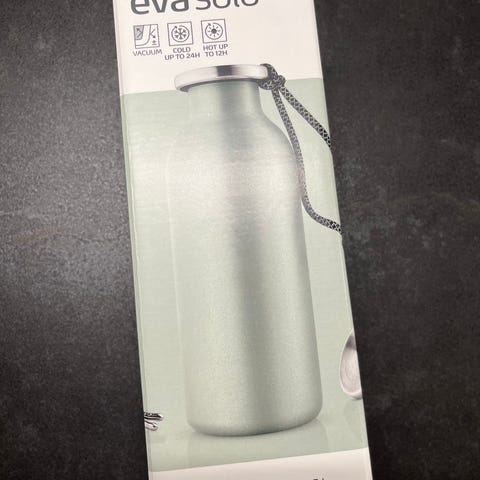 eva solo
VACUUM
COLD
UP TO 24H
HOT UP
TO 12H